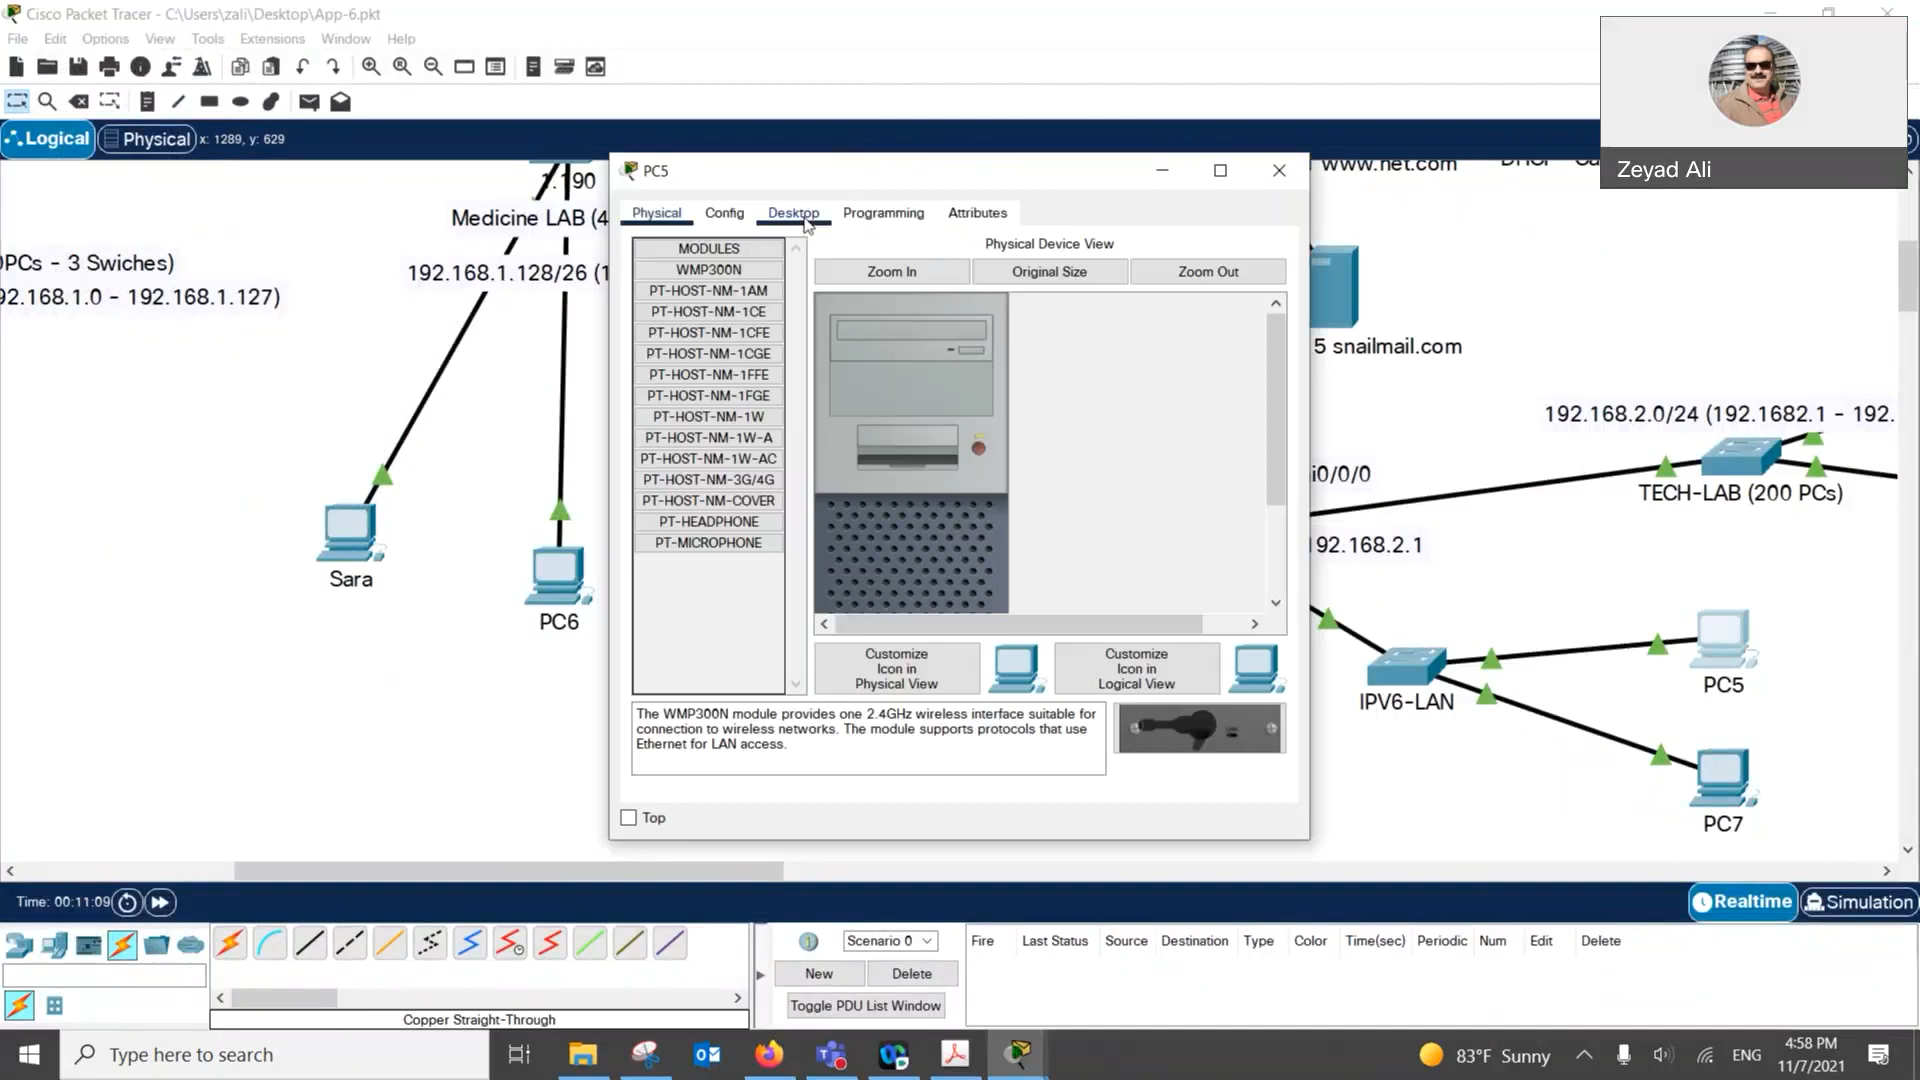 Cisco Packet Tracer - C:\Users\zali\Desktop\App-6.pkt
File Edit Options View Tools Extensions Window Help
Zeyad Ali
Logical Physical x: 1289, y: 629
1.190
Medicine LAB (4
192.168.1.128/26 (1
0PCs - 3 Swiches)
92.168.1.0 - 192.168.1.127)
Sara
PC6
PC5
Physical Config Desktop Programming Attributes
MODULES
WMP300N
PT-HOST-NM-1AM
PT-HOST-NM-1CE
PT-HOST-NM-1CFE
PT-HOST-NM-1CGE
PT-HOST-NM-1FFE
PT-HOST-NM-1FGE
PT-HOST-NM-1W
PT-HOST-NM-1W-A
PT-HOST-NM-1W-AC
PT-HOST-NM-3G/4G
PT-HOST-NM-COVER
PT-HEADPHONE
PT-MICROPHONE
Physical Device View
Zoom In Original Size Zoom Out
Customize
Icon in
Physical View
Customize
Icon in
Logical View
The WMP300N module provides one 2.4GHz wireless interface suitable for
connection to wireless networks. The module supports protocols that use
Ethernet for LAN access.
Top
www.net.com
5 snailmail.com
192.168.2.0/24 (192.1682.1 - 192.
i0/0/0
TECH-LAB (200 PCs)
192.168.2.1
IPV6-LAN
PC5
PC7
Time: 00:11:09
Realtime Simulation
Copper Straight-Through
Scenario 0
New Delete
Toggle PDU List Window
Fire Last Status Source Destination Type Color Time(sec) Periodic Num Edit Delete
Type here to search
83°F Sunny
ENG
4:58 PM
11/7/2021